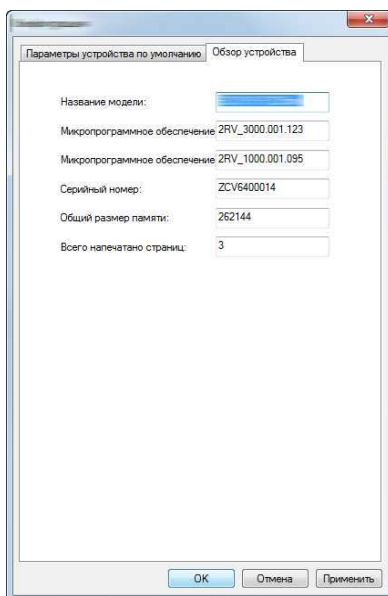 Параметры устройства по умолчанию Обзор устройства
Название модели:
Микропрограммное обеспечение 2RV_3000.001.123
Микропрограммное обеспечение 2RV_1000.001.095
Серийный номер: ZCV6400014
Общий размер памяти: 262144
Всего напечатано страниц: 3
OK Отмена Применить